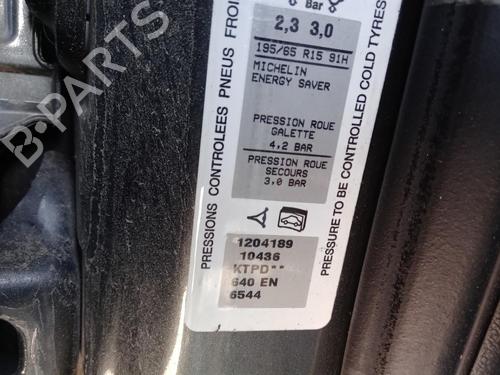 Bar
2,3 3,0
195/65 R15 91H
MICHELIN
ENERGY SAVER
PRESSION ROUE
GALETTE
4,2 BAR
PRESSION ROUE
SECOURS
3,0 BAR
1204189
10436
KTPD**
640 EN
6544
PRESSIONS CONTROLEES PNEUS
PRESSURE TO BE CONTROLLED COLD TYRES
B-PARTS